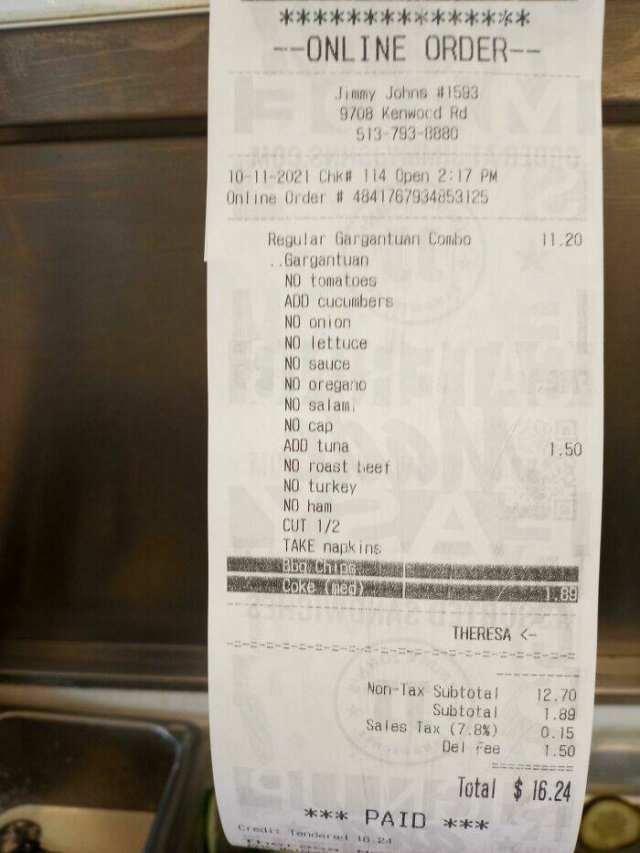 ***************
--ONLINE ORDER--
Jimmy Johns #1593
9708 Kenwood Rd
513-793-8880
10-11-2021 Chk# 114 Open 2:17 PM
Online Order # 4841767934853125
Regular Gargantuan Combo 11.20
..Gargantuan
NO tomatoes
ADD cucumbers
NO onion
NO lettuce
NO sauce
NO oregano
NO salami
NO cap
ADD tuna 1.50
NO roast beef
NO turkey
NO ham
CUT 1/2
TAKE napkins
Bbq Chips
Coke (med) 1.89
THERESA <-
Non-Tax Subtotal 12.70
Subtotal 1.89
Sales Tax (7.8%) 0.15
Del Fee 1.50
Total $ 16.24
*** PAID ***
Credit Tendered 16.24